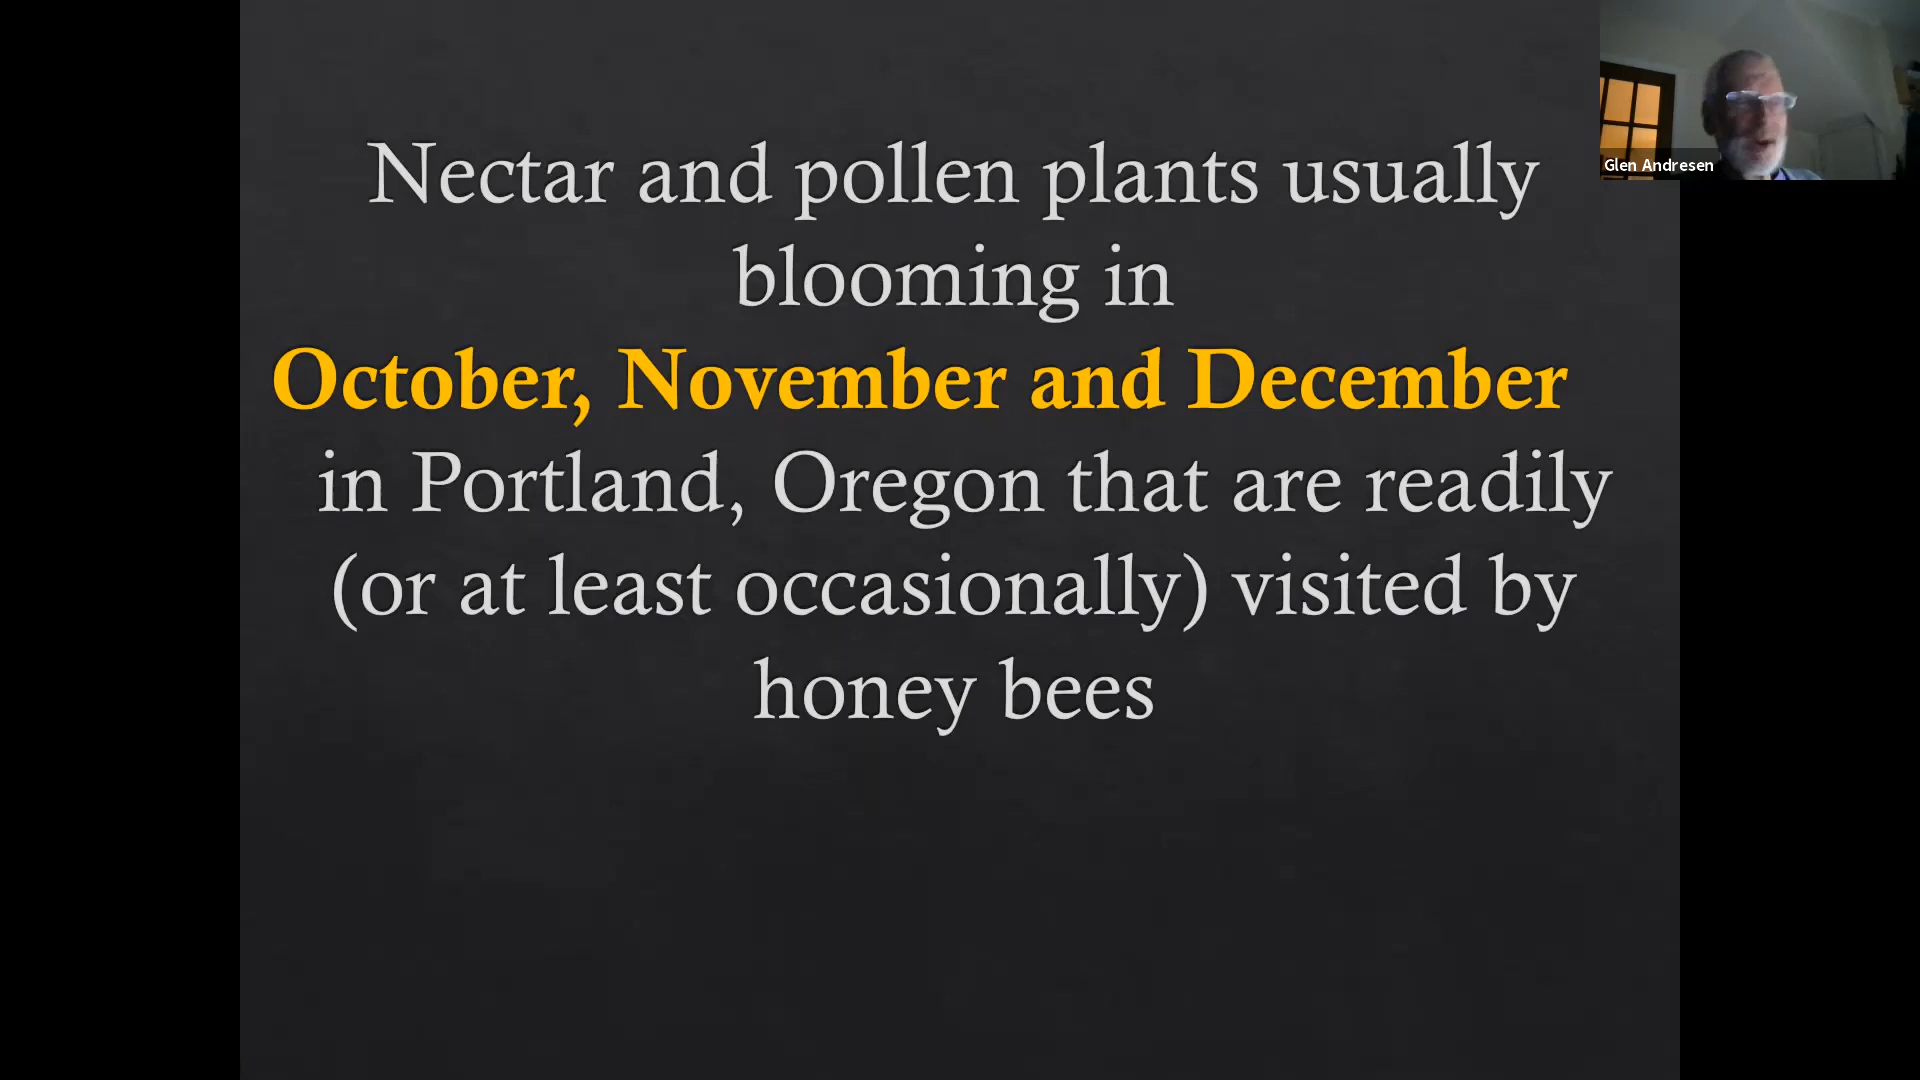 Nectar and pollen plants usually
blooming in
October, November and December
in Portland, Oregon that are readily
(or at least occasionally) visited by
honey bees
Glen Andresen